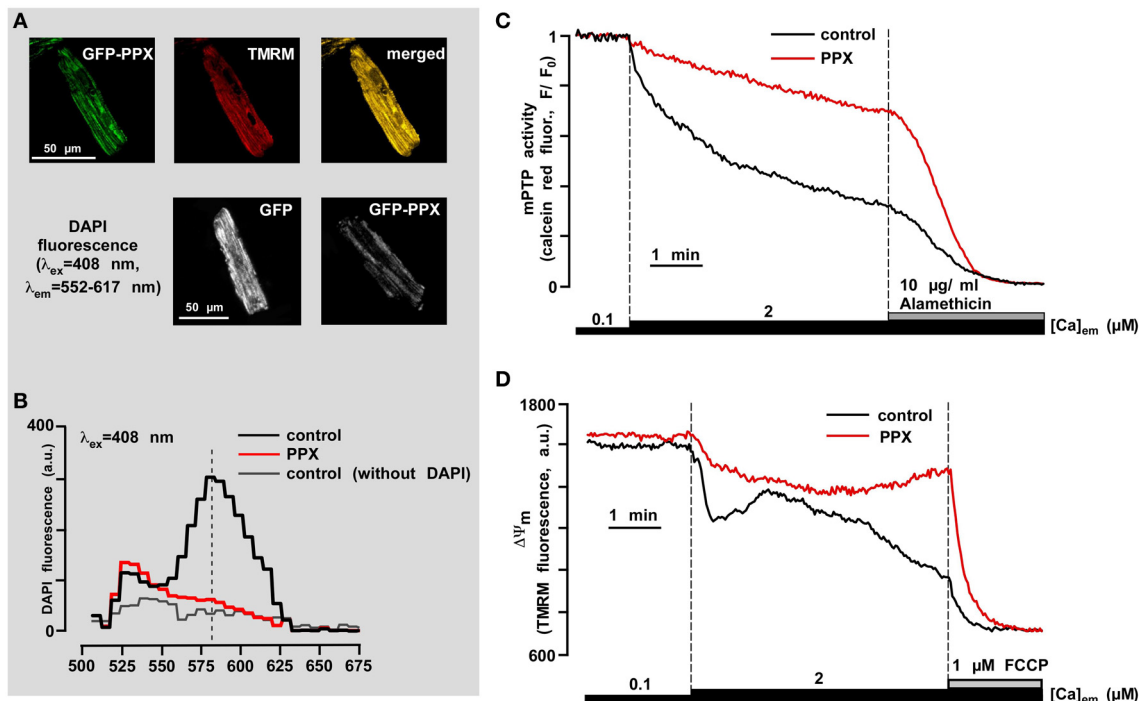 A
GFP-PPX
TMRM
merged
50 µm
DAPI
fluorescence
(λex=408 nm,
λem=552-617 nm)
GFP
GFP-PPX
50 µm
B
400
λex=408 nm
control
PPX
control (without DAPI)
DAPI fluorescence (a.u.)
0
500 525 550 575 600 625 650 675
C
control
PPX
1
mPTP activity
(calcein red fluor., F/ F0)
1 min
0
10 µg/ ml
Alamethicin
0.1
2
[Ca]em (µM)
D
1800
control
PPX
ΔΨm
(TMRM fluorescence, a.u.)
1 min
600
1 µM FCCP
0.1
2
[Ca]em (µM)